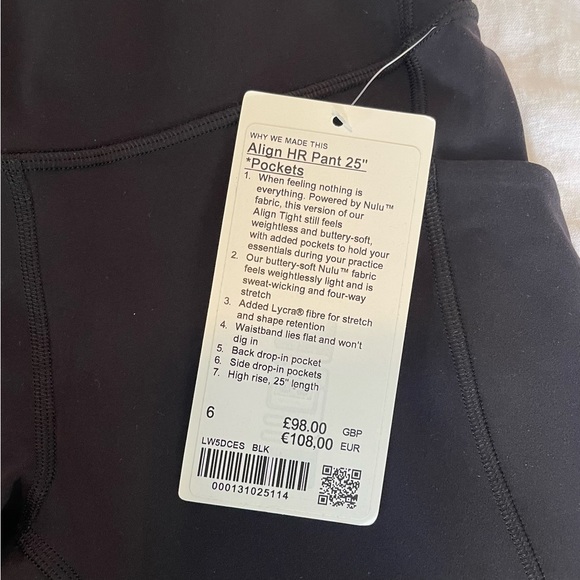 WHY WE MADE THIS
Align HR Pant 25"
*Pockets
1. When feeling nothing is
everything. Powered by Nulu™
fabric, this version of our
Align Tight still feels
weightless and buttery-soft,
with added pockets to hold your
essentials during your practice
2. Our buttery-soft Nulu™ fabric
feels weightlessly light and is
sweat-wicking and four-way
stretch
3. Added Lycra® fibre for stretch
and shape retention
4. Waistband lies flat and won't
dig in
5. Back drop-in pocket
6. Side drop-in pockets
7. High rise, 25" length
6 £98.00 GBP
€108,00 EUR
LW5DCES BLK
000131025114